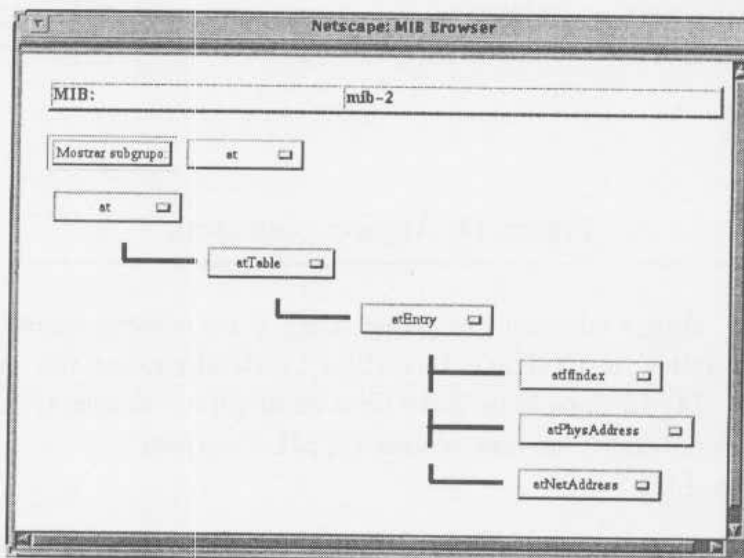 Netscape: MIB Browser
MIB: mib-2
Mostrar subgrupo: at
at
atTable
atEntry
atIfIndex
atPhysAddress
atNetAddress